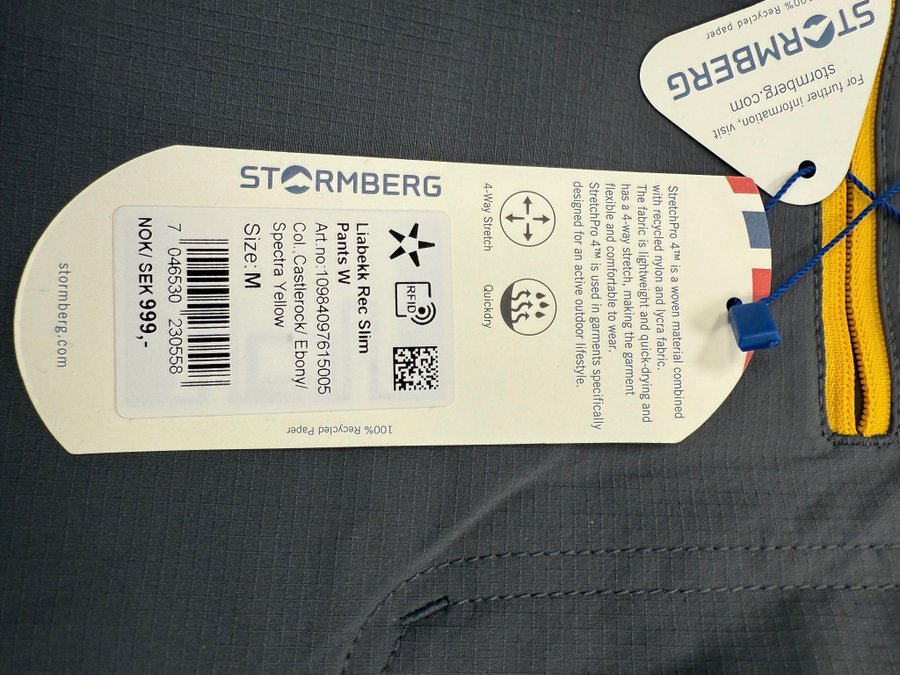 STORMBERG
4-Way Stretch
Quickdry
StretchPro 4™ is a woven material combined
with recycled nylon and lycra fabric.
The fabric is lightweight and quick-drying and
has a 4-way stretch, making the garment
flexible and comfortable to wear.
StretchPro 4™ is used in garments specifically
designed for an active outdoor lifestyle.
RFID
Liabekk Rec Slim
Pants W
Art.no:10984097615005
Col.,Castlerock/ Ebony/
Spectra Yellow
Size: M
7 046530 230558
NOK/ SEK 999,-
100% Recycled Paper
stormberg.com
For further information, visit
stormberg.com
STORMBERG
100% Recycled paper